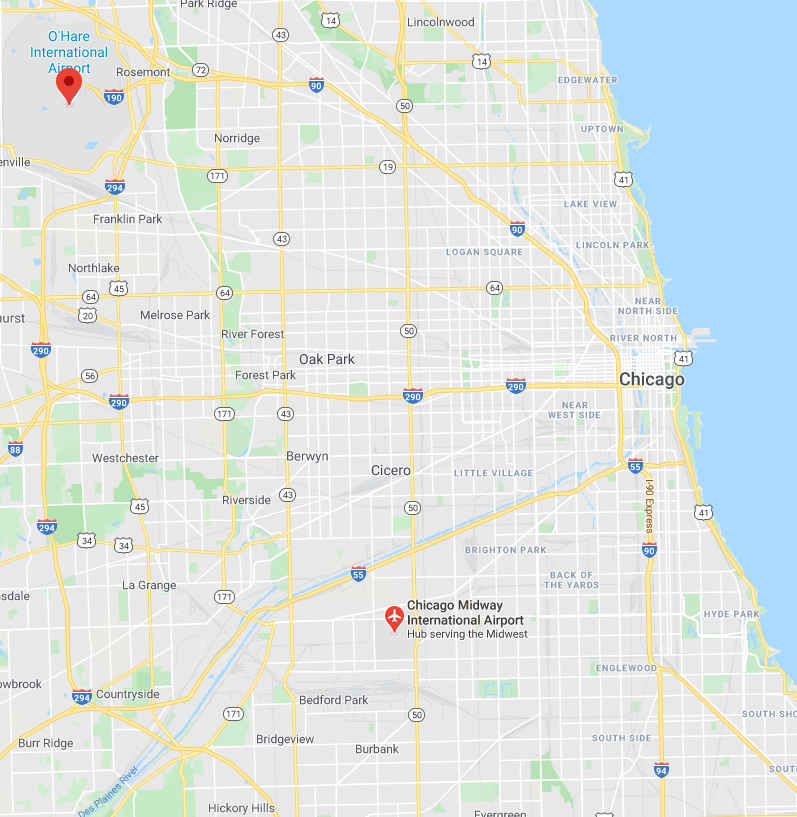 Park Ridge
14
Lincolnwood
43
O'Hare
International
Airport
Rosemont
72
14
90
EDGEWATER
190
50
UPTOWN
Norridge
enville
19
171
41
294
LAKE VIEW
Franklin Park
90
43
LINCOLN PARK
LOGAN SQUARE
Northlake
45
64
64
64
20
NEAR
NORTH SIDE
hurst
Melrose Park
50
River Forest
RIVER NORTH
290
Oak Park
41
56
Forest Park
Chicago
290
290
290
171
43
NEAR
WEST SIDE
88
Berwyn
Westchester
Cicero
LITTLE VILLAGE
55
43
Riverside
45
I-90 Express
50
41
294
34
34
BRIGHTON PARK
90
55
La Grange
BACK OF
THE YARDS
sdale
171
Chicago Midway
International Airport
Hub serving the Midwest
HYDE PARK
ENGLEWOOD
owbrook
294
Countryside
Bedford Park
171
50
SOUTH SHO
Bridgeview
SOUTH SIDE
Burr Ridge
Burbank
94
SOUT
Des Plaines River
Hickory Hills
Evergreen